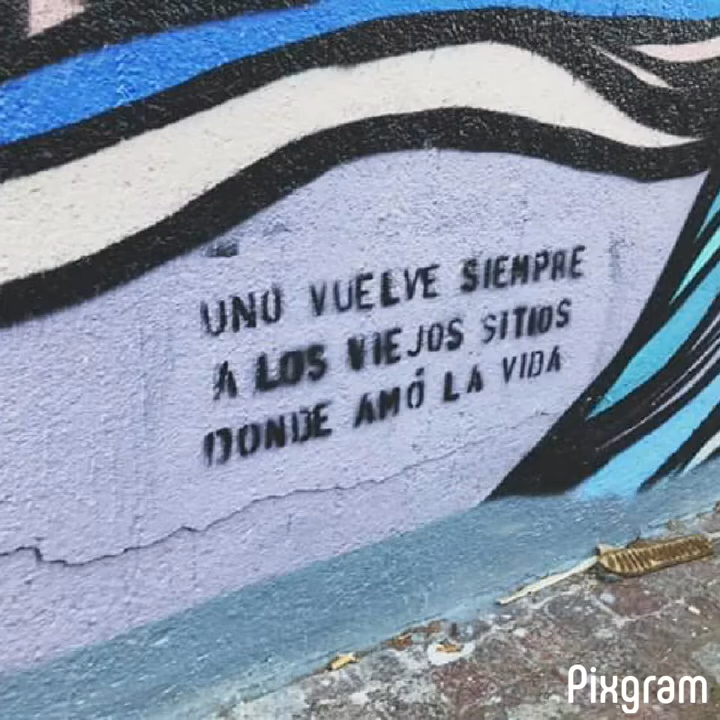 UNO VUELVE SIEMPRE
A LOS VIEJOS SITIOS
DONDE AMÓ LA VIDA
Pixgram